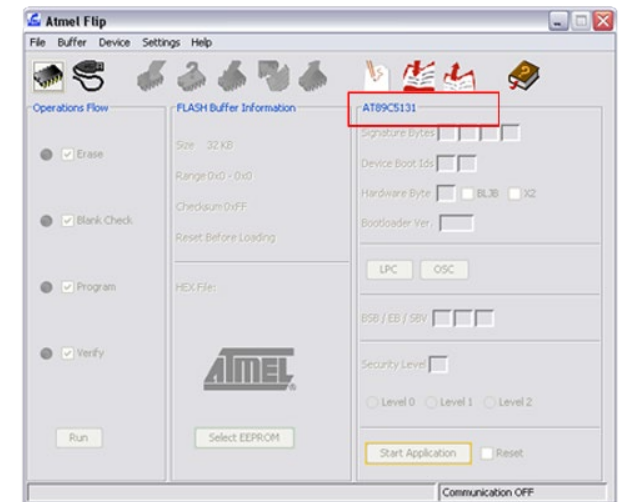 Atmel Flip
File Buffer Device Settings Help
Operations Flow
Erase
Blank Check
Program
Verify
Run
FLASH Buffer Information
Size 32 KB
Range 0x0 - 0x0
Checksum 0xFF
Reset Before Loading
HEX File:
ATMEL
Select EEPROM
AT89C5131
Signature Bytes
Device Boot Ids
Hardware Byte BLJB X2
Bootloader Ver.
LPC OSC
BSB / EB / SBV
Security Level
Level 0 Level 1 Level 2
Start Application Reset
Communication OFF